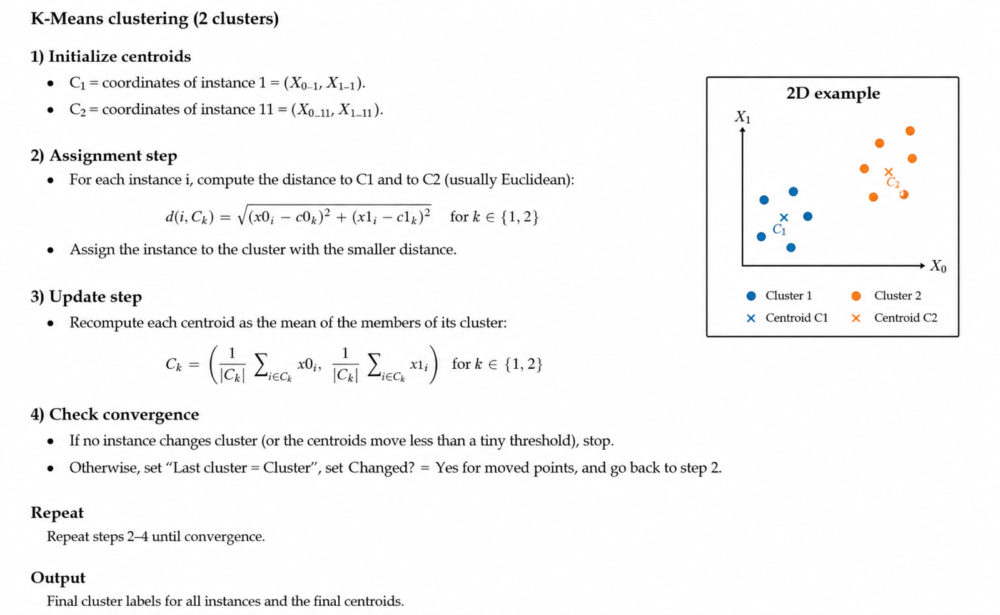 K-Means clustering (2 clusters)
1) Initialize centroids
• C₁ = coordinates of instance 1 = (X₀₋₁, X₁₋₁).
• C₂ = coordinates of instance 11 = (X₀_₁₁, X₁₋₁₁).
2) Assignment step
• For each instance i, compute the distance to C1 and to C2 (usually Euclidean):
d(i, Cₖ) = √((x0ᵢ − c0ₖ)² + (x1ᵢ − c1ₖ)²) for k ∈ {1, 2}
• Assign the instance to the cluster with the smaller distance.
3) Update step
• Recompute each centroid as the mean of the members of its cluster:
Cₖ = (1/|Cₖ| ∑_{i∈Cₖ} x0ᵢ, 1/|Cₖ| ∑_{i∈Cₖ} x1ᵢ) for k ∈ {1, 2}
4) Check convergence
• If no instance changes cluster (or the centroids move less than a tiny threshold), stop.
• Otherwise, set “Last cluster = Cluster”, set Changed? = Yes for moved points, and go back to step 2.
Repeat
Repeat steps 2–4 until convergence.
Output
Final cluster labels for all instances and the final centroids.
2D example
X₁
C₂
C₁
X₀
Cluster 1 Cluster 2
Centroid C1 Centroid C2